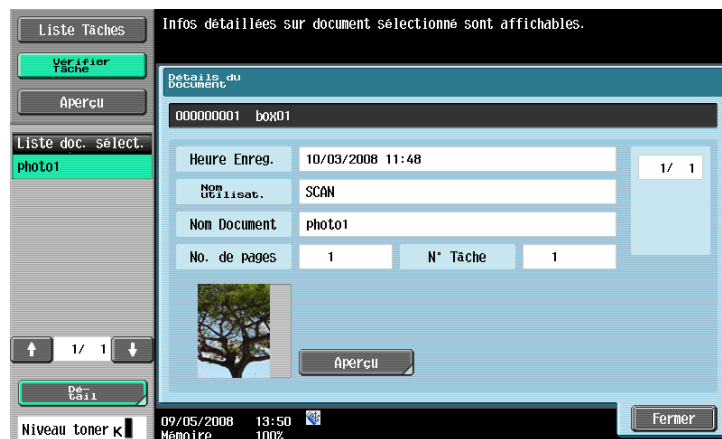 Liste Tâches
Infos détaillées sur document sélectionné sont affichables.
Vérifier
Tâche
Aperçu
Liste doc. sélect.
photo1
Détails du
Document
000000001 box01
Heure Enreg. 10/03/2008 11:48
1/ 1
Nom
Utilisat. SCAN
Nom Document photo1
No. de pages 1 N° Tâche 1
Aperçu
1/ 1
Dé-
tail
Niveau toner K
09/05/2008 13:50
Mémoire 100%
Fermer